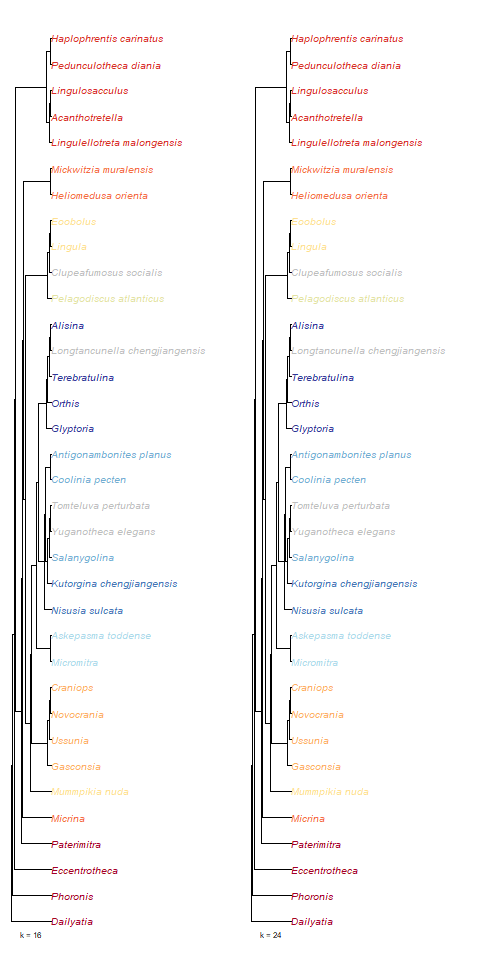 Haplophrentis carinatus
Pedunculotheca diania
Lingulosacculus
Acanthotretella
Lingulellotreta malongensis
Mickwitzia muralensis
Heliomedusa orienta
Eoobolus
Lingula
Clupeafumosus socialis
Pelagodiscus atlanticus
Alisina
Longtancunella chengjiangensis
Terebratulina
Orthis
Glyptoria
Antigonambonites planus
Coolinia pecten
Tomteluva perturbata
Yuganotheca elegans
Salanygolina
Kutorgina chengjiangensis
Nisusia sulcata
Askepasma toddense
Micromitra
Craniops
Novocrania
Ussunia
Gasconsia
Mummpikia nuda
Micrina
Paterimitra
Eccentrotheca
Phoronis
Dailyatia
k = 16
Haplophrentis carinatus
Pedunculotheca diania
Lingulosacculus
Acanthotretella
Lingulellotreta malongensis
Mickwitzia muralensis
Heliomedusa orienta
Eoobolus
Lingula
Clupeafumosus socialis
Pelagodiscus atlanticus
Alisina
Longtancunella chengjiangensis
Terebratulina
Orthis
Glyptoria
Antigonambonites planus
Coolinia pecten
Tomteluva perturbata
Yuganotheca elegans
Salanygolina
Kutorgina chengjiangensis
Nisusia sulcata
Askepasma toddense
Micromitra
Craniops
Novocrania
Ussunia
Gasconsia
Mummpikia nuda
Micrina
Paterimitra
Eccentrotheca
Phoronis
Dailyatia
k = 24